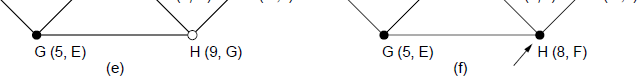 G (5, E) H (9, G) G (5, E) H (8, F)
(e) (f)